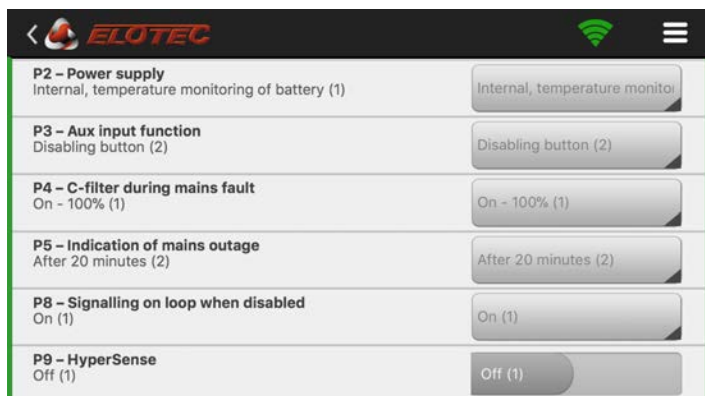 ELOTEC
P2 – Power supply
Internal, temperature monitoring of battery (1)
Internal, temperature monitor
P3 – Aux input function
Disabling button (2)
Disabling button (2)
P4 – C-filter during mains fault
On - 100% (1)
On - 100% (1)
P5 – Indication of mains outage
After 20 minutes (2)
After 20 minutes (2)
P8 – Signalling on loop when disabled
On (1)
On (1)
P9 – HyperSense
Off (1)
Off (1)